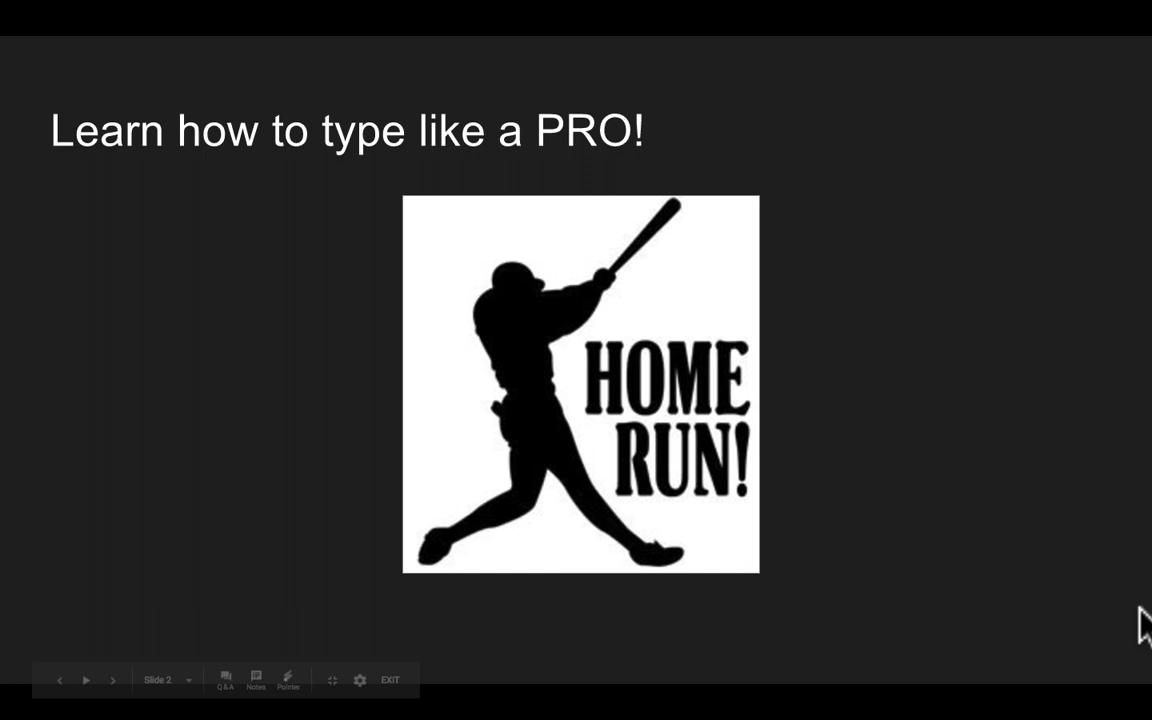 Learn how to type like a PRO!
HOME
RUN!
Slide 2
Q&A
Notes
Pointer
EXIT